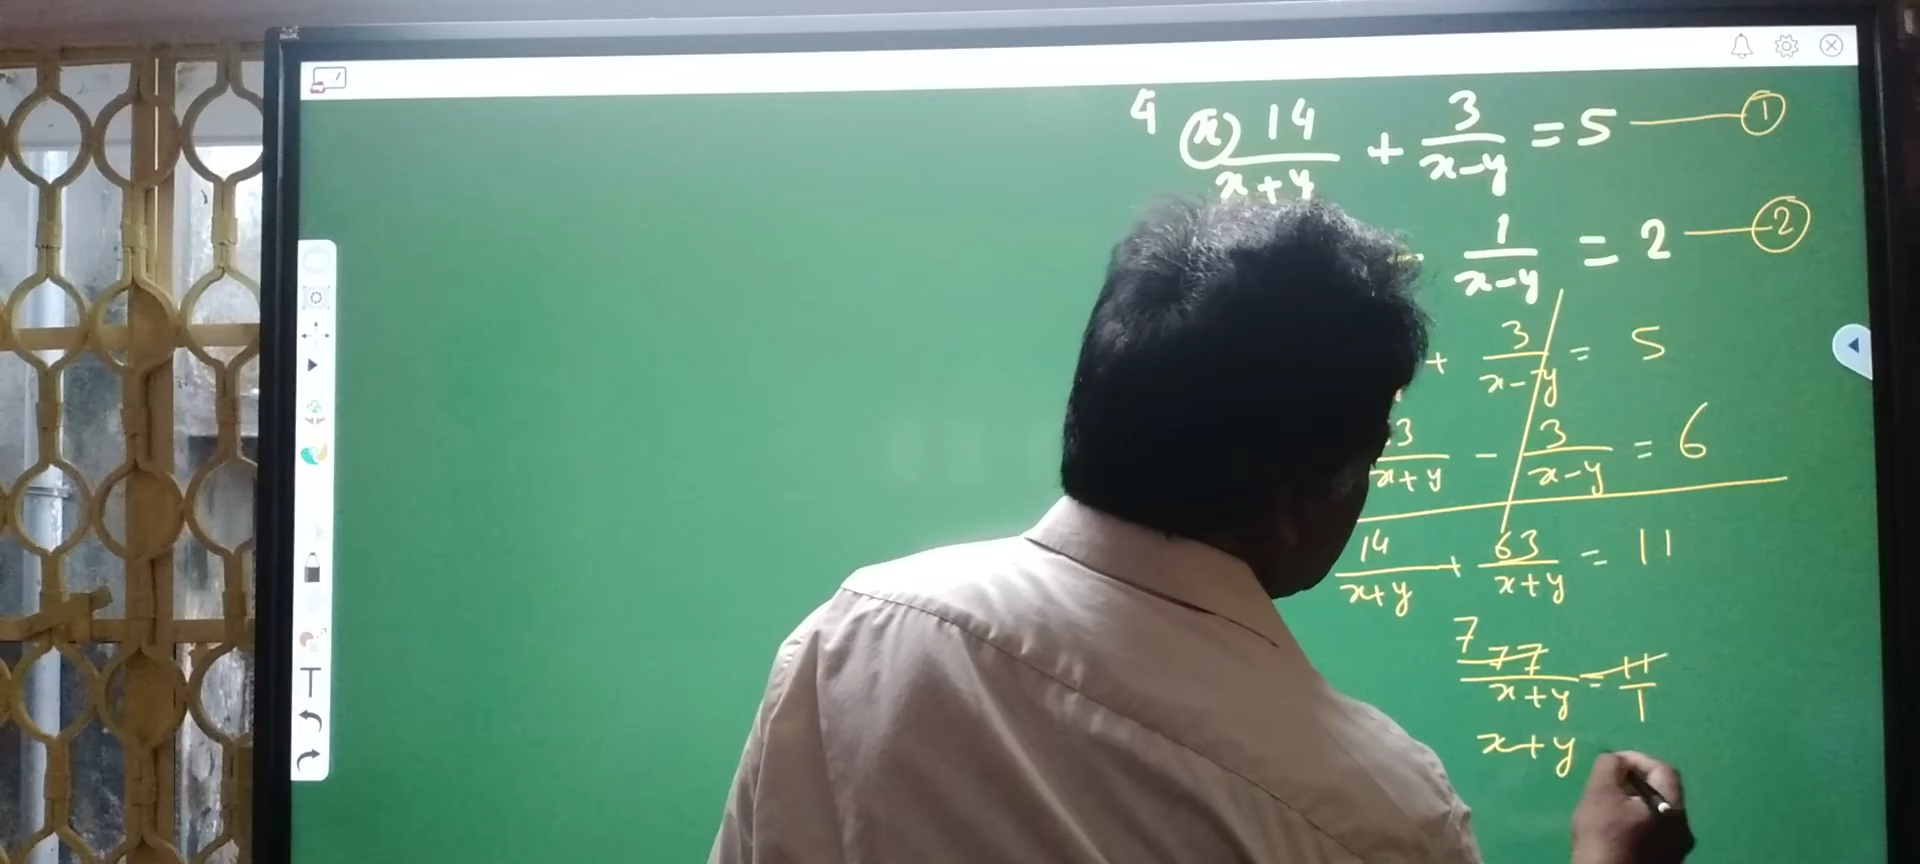 4 (x) 14/(x+y) + 3/(x-y) = 5 — ①
- 1/(x-y) = 2 — ②
+ 3/(x-y) = 5
3/(x+y) - 3/(x-y) = 6
14/(x+y) + 63/(x+y) = 11
7
77/(x+y) = 11/1
x+y
T